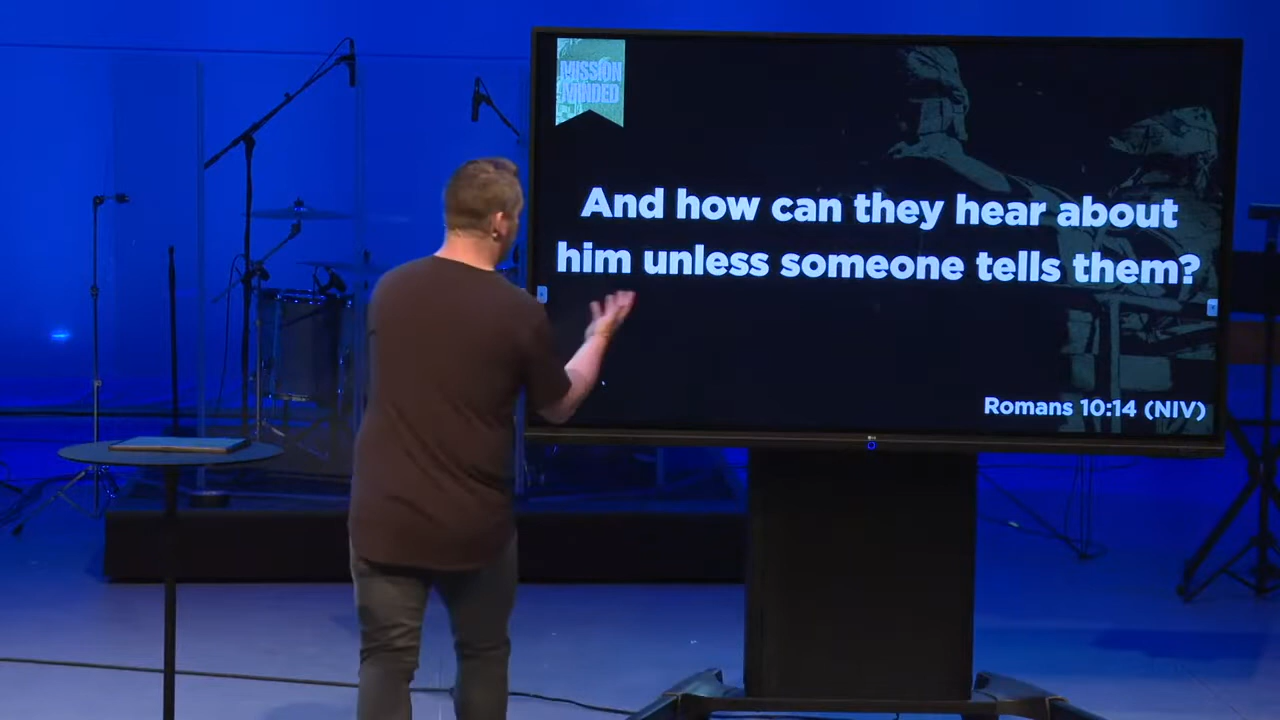 MISSION
MINDED
And how can they hear about
him unless someone tells them?
Romans 10:14 (NIV)